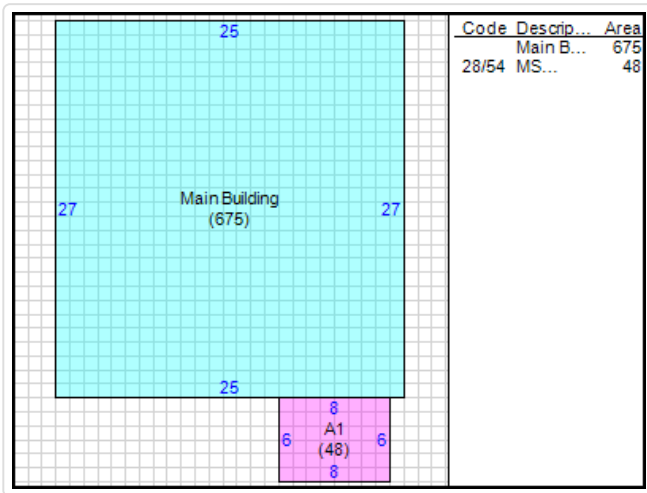 25
27
Main Building
(675)
27
25
8
6
A1
(48)
6
8
Code Descrip... Area
Main B... 675
28/54 MS... 48